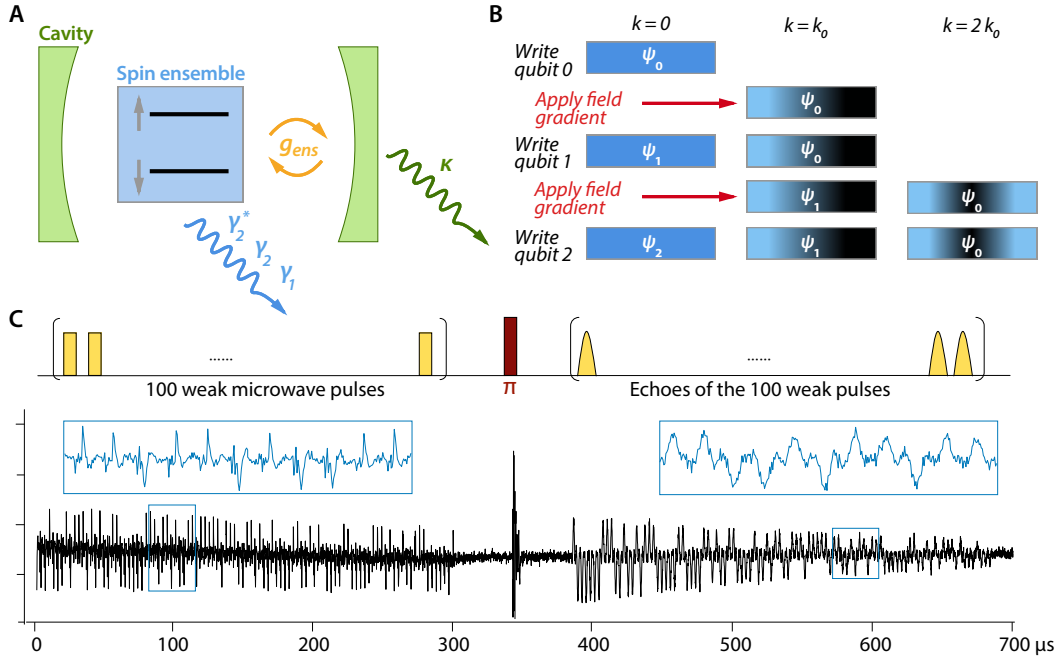 A
Cavity
Spin ensemble
g_ens
κ
γ₂*
γ₂
γ₁
B
k = 0
k = k₀
k = 2 k₀
Write
qubit 0
ψ₀
Apply field
gradient
ψ₀
Write
qubit 1
ψ₁
ψ₀
Apply field
gradient
ψ₁
ψ₀
Write
qubit 2
ψ₂
ψ₁
ψ₀
C
......
......
100 weak microwave pulses
π
Echoes of the 100 weak pulses
0 100 200 300 400 500 600 700 μs